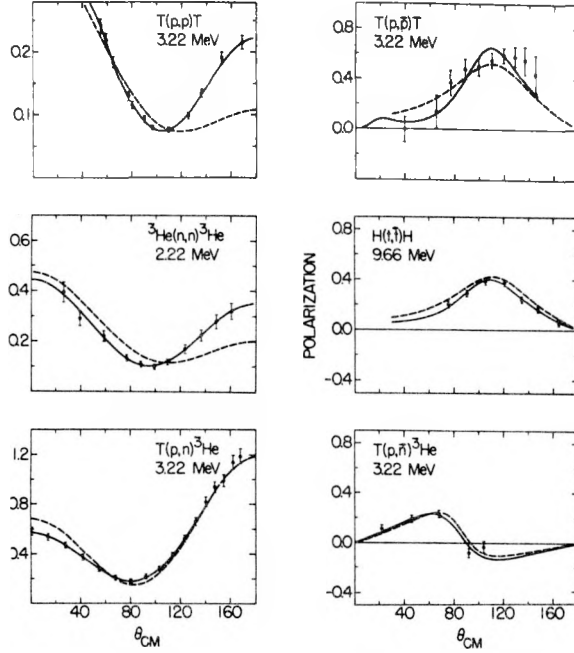 T(p,p)T
3.22 MeV
0.2
0.1
T(p,p̄)T
3.22 MeV
0.4
0.0
-0.4
³He(n,n)³He
2.22 MeV
0.6
0.4
0.2
H(t,t̄)H
9.66 MeV
0.4
0.0
-0.4
POLARIZATION
T(p,n)³He
3.22 MeV
1.2
0.8
0.4
40 80 120 160
θCM
T(p,n̄)³He
3.22 MeV
0.4
0.0
-0.4
40 80 120 160
θCM